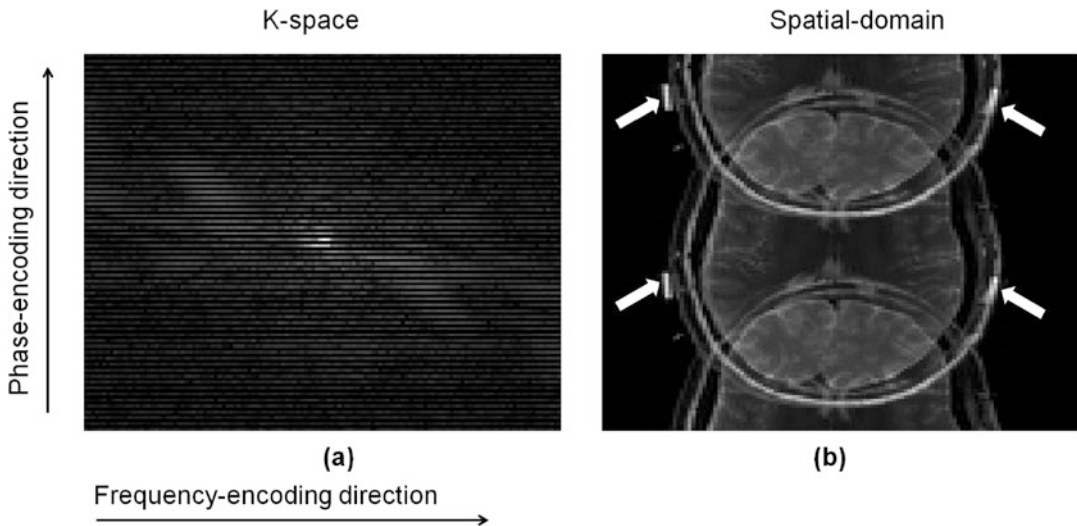 K-space
Spatial-domain
Phase-encoding direction
(a)
(b)
Frequency-encoding direction